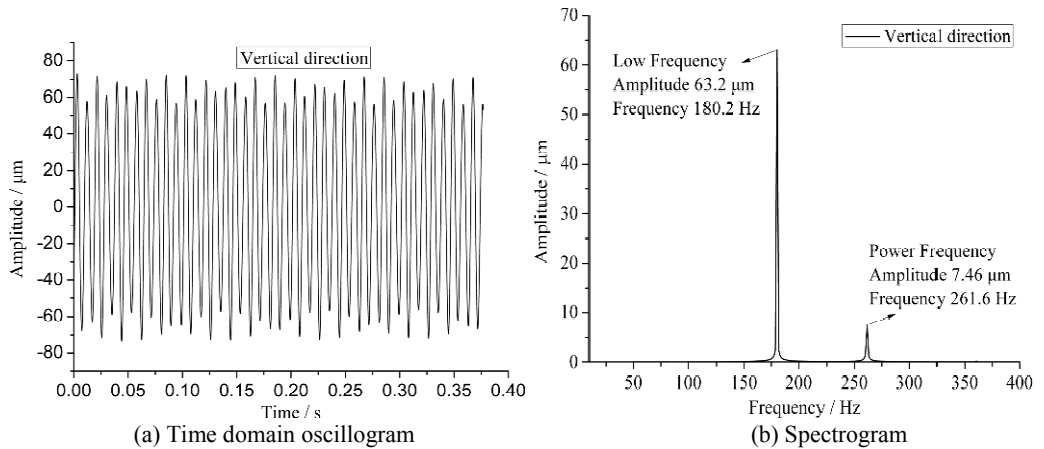 Vertical direction
80
60
40
20
0
-20
-40
-60
-80
Amplitude / μm
0.00 0.05 0.10 0.15 0.20 0.25 0.30 0.35 0.40
Time / s
(a) Time domain oscillogram
70
60
50
40
30
20
10
0
Amplitude / μm
Vertical direction
Low Frequency
Amplitude 63.2 μm
Frequency 180.2 Hz
Power Frequency
Amplitude 7.46 μm
Frequency 261.6 Hz
50 100 150 200 250 300 350 400
Frequency / Hz
(b) Spectrogram